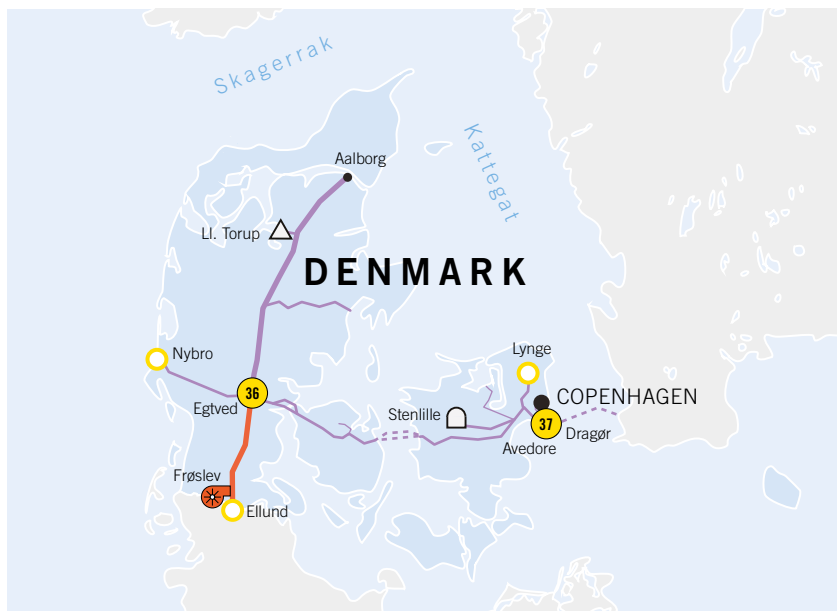 Skagerrak
Kattegat
Aalborg
Ll. Torup
DENMARK
Nybro
Lynge
36
Egtved
COPENHAGEN
Stenlille
37
Dragør
Avedore
Frøslev
Ellund